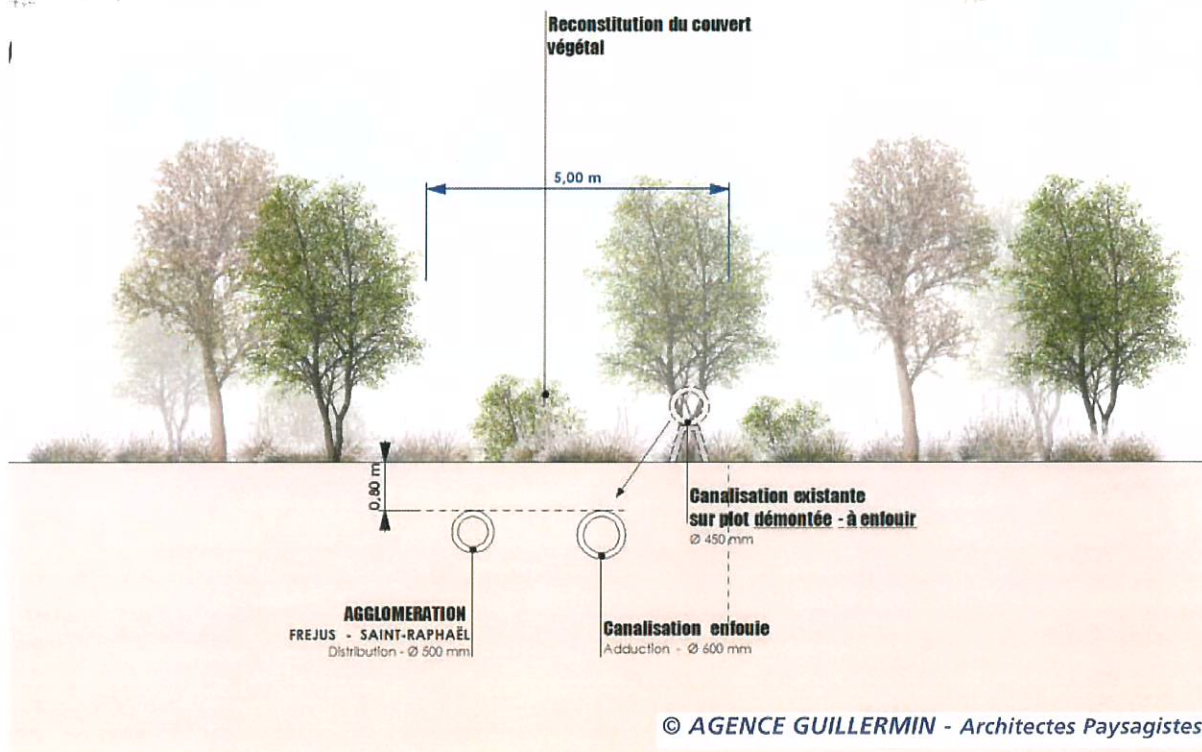 Reconstitution du couvert
végétal
5,00 m
0,80 m
Canalisation existante
sur plot démontée - à enfouir
Ø 450 mm
AGGLOMERATION
FREJUS - SAINT-RAPHAËL
Distribution - Ø 500 mm
Canalisation enfouie
Adduction - Ø 600 mm
© AGENCE GUILLERMIN - Architectes Paysagistes